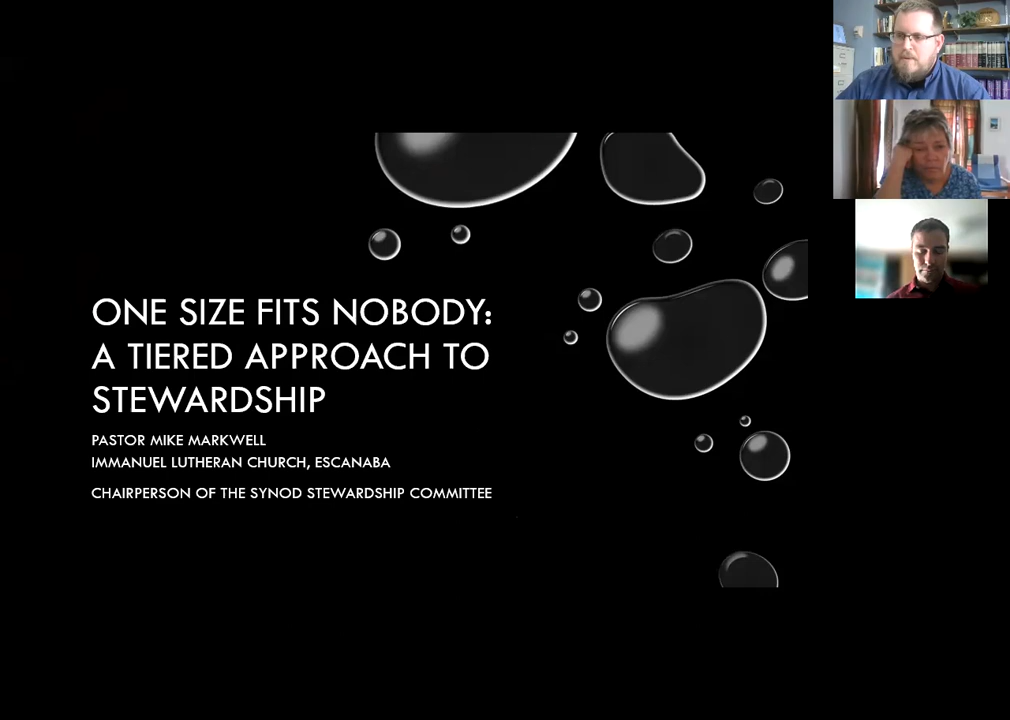 ONE SIZE FITS NOBODY:
A TIERED APPROACH TO
STEWARDSHIP
PASTOR MIKE MARKWELL
IMMANUEL LUTHERAN CHURCH, ESCANABA
CHAIRPERSON OF THE SYNOD STEWARDSHIP COMMITTEE